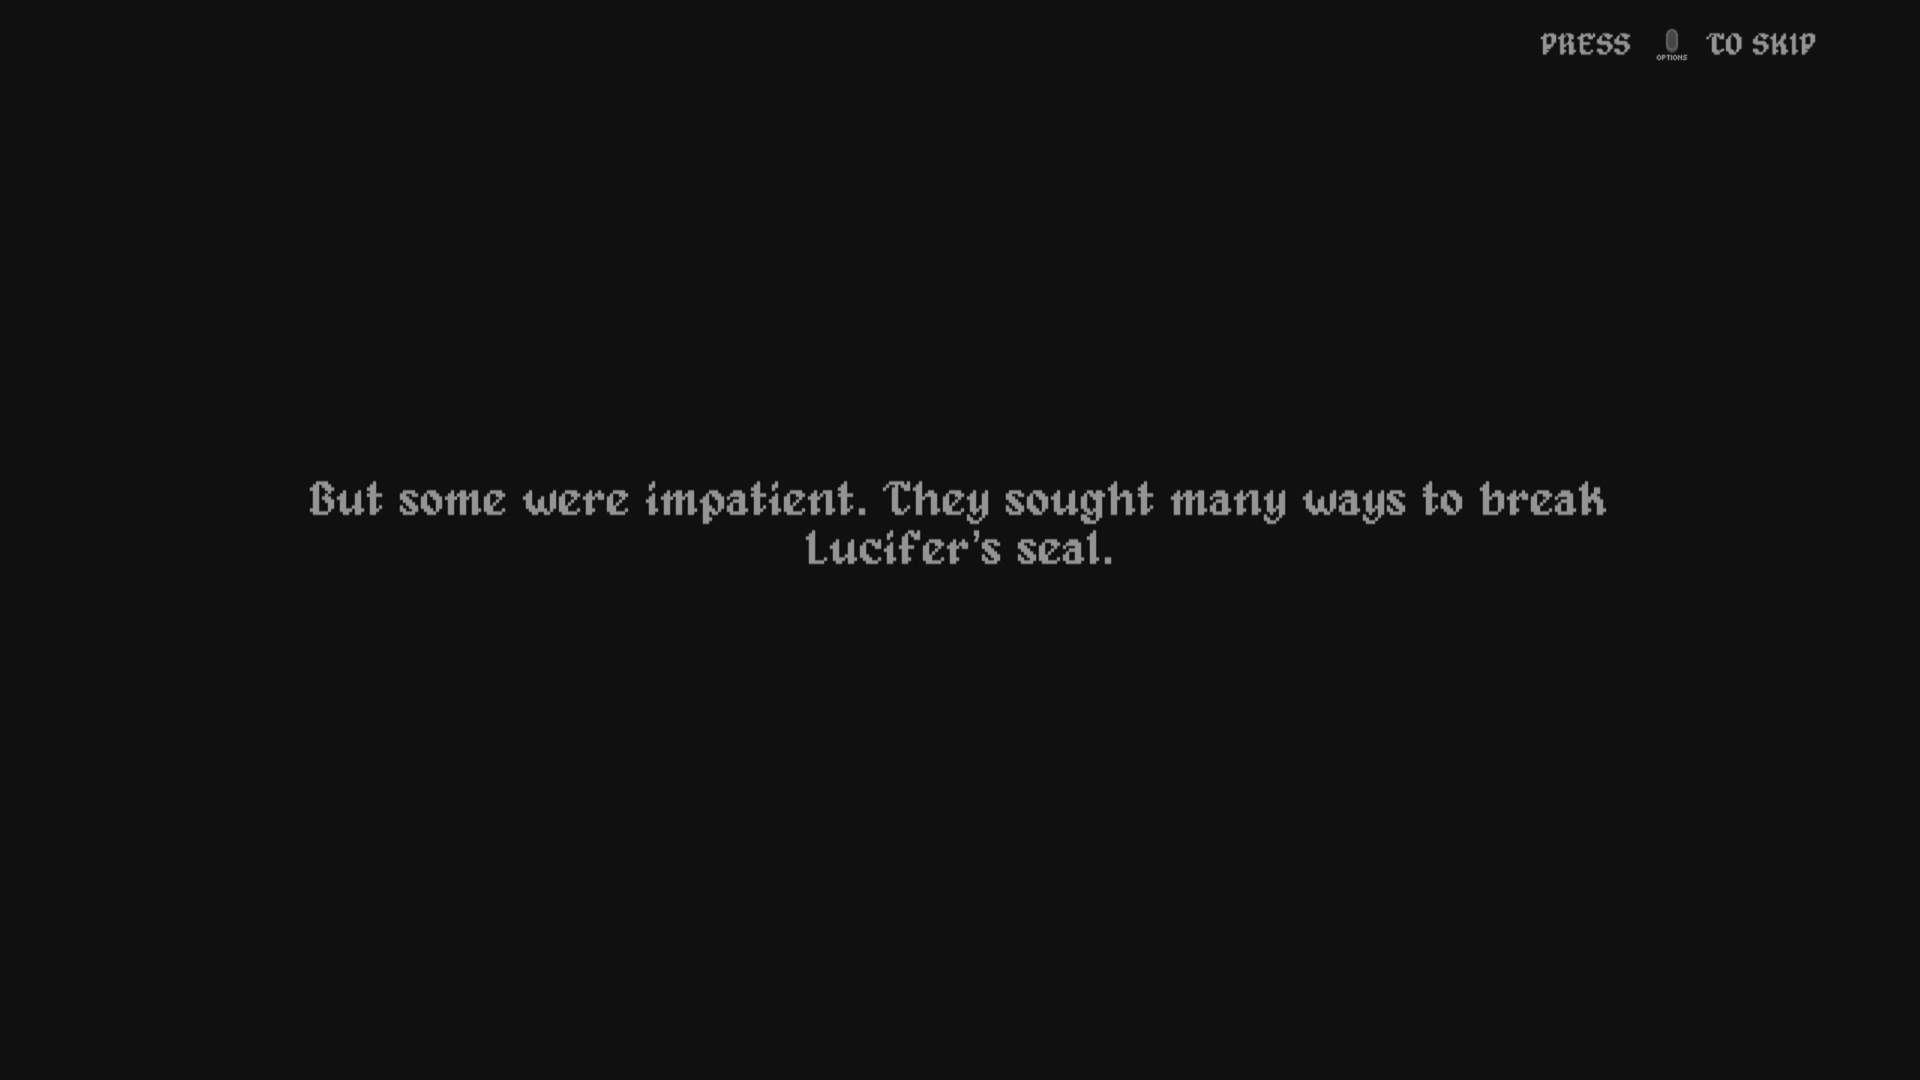 PRESS OPTIONS TO SKIP
But some were impatient. They sought many ways to break
Lucifer's seal.